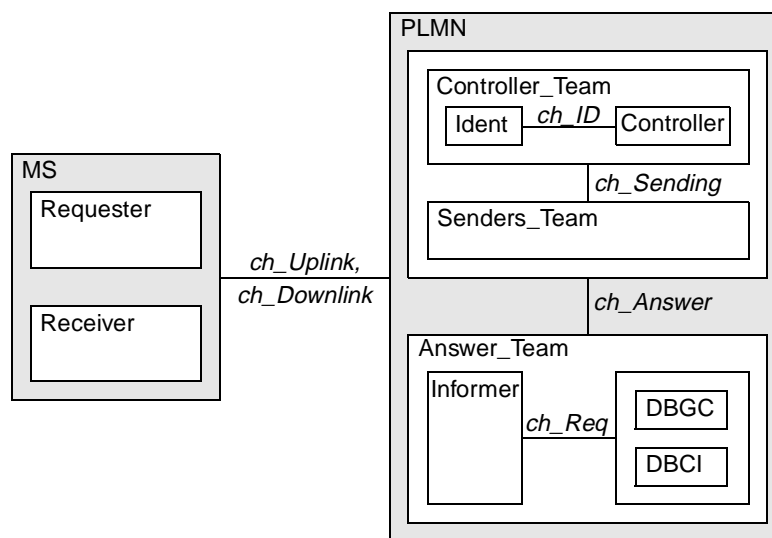 PLMN
Controller_Team
Ident
ch_ID
Controller
ch_Sending
Senders_Team
MS
Requester
Receiver
ch_Uplink,
ch_Downlink
ch_Answer
Answer_Team
Informer
ch_Req
DBGC
DBCI